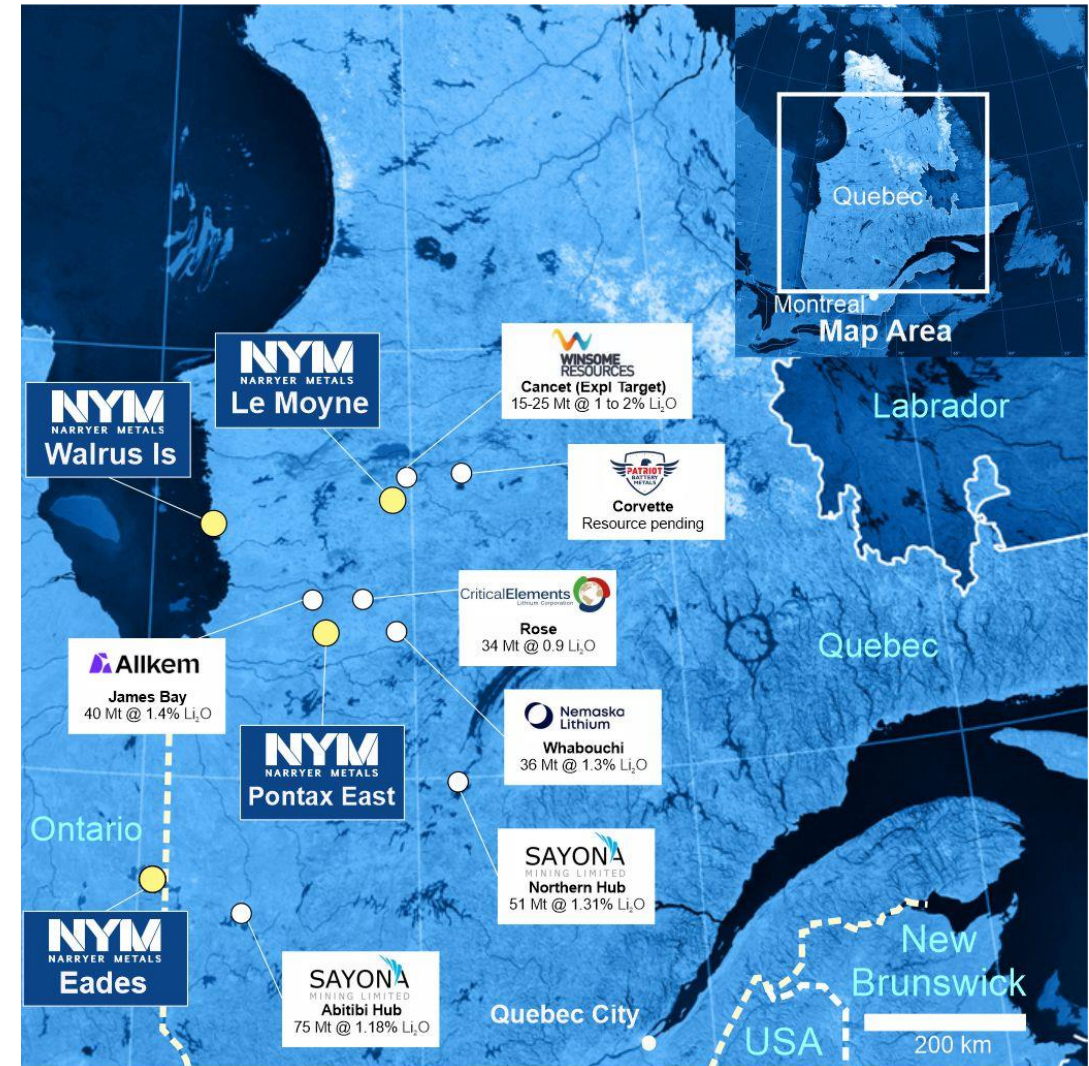 Quebec
Montreal
Map Area
NYM
NARRYER METALS
Le Moyne
WINSOME
RESOURCES
Cancet (Expl Target)
15-25 Mt @ 1 to 2% Li₂O
NYM
NARRYER METALS
Walrus Is
Labrador
PATRIOT
BATTERY
METALS
Corvette
Resource pending
CriticalElements
Lithium Corporation
Rose
34 Mt @ 0.9 Li₂O
Quebec
Allkem
James Bay
40 Mt @ 1.4% Li₂O
Nemaska
Lithium
Whabouchi
36 Mt @ 1.3% Li₂O
NYM
NARRYER METALS
Pontax East
Ontario
SAYONA
MINING LIMITED
Northern Hub
51 Mt @ 1.31% Li₂O
NYM
NARRYER METALS
Eades
SAYONA
MINING LIMITED
Abitibi Hub
75 Mt @ 1.18% Li₂O
Quebec City
New
Brunswick
USA
200 km